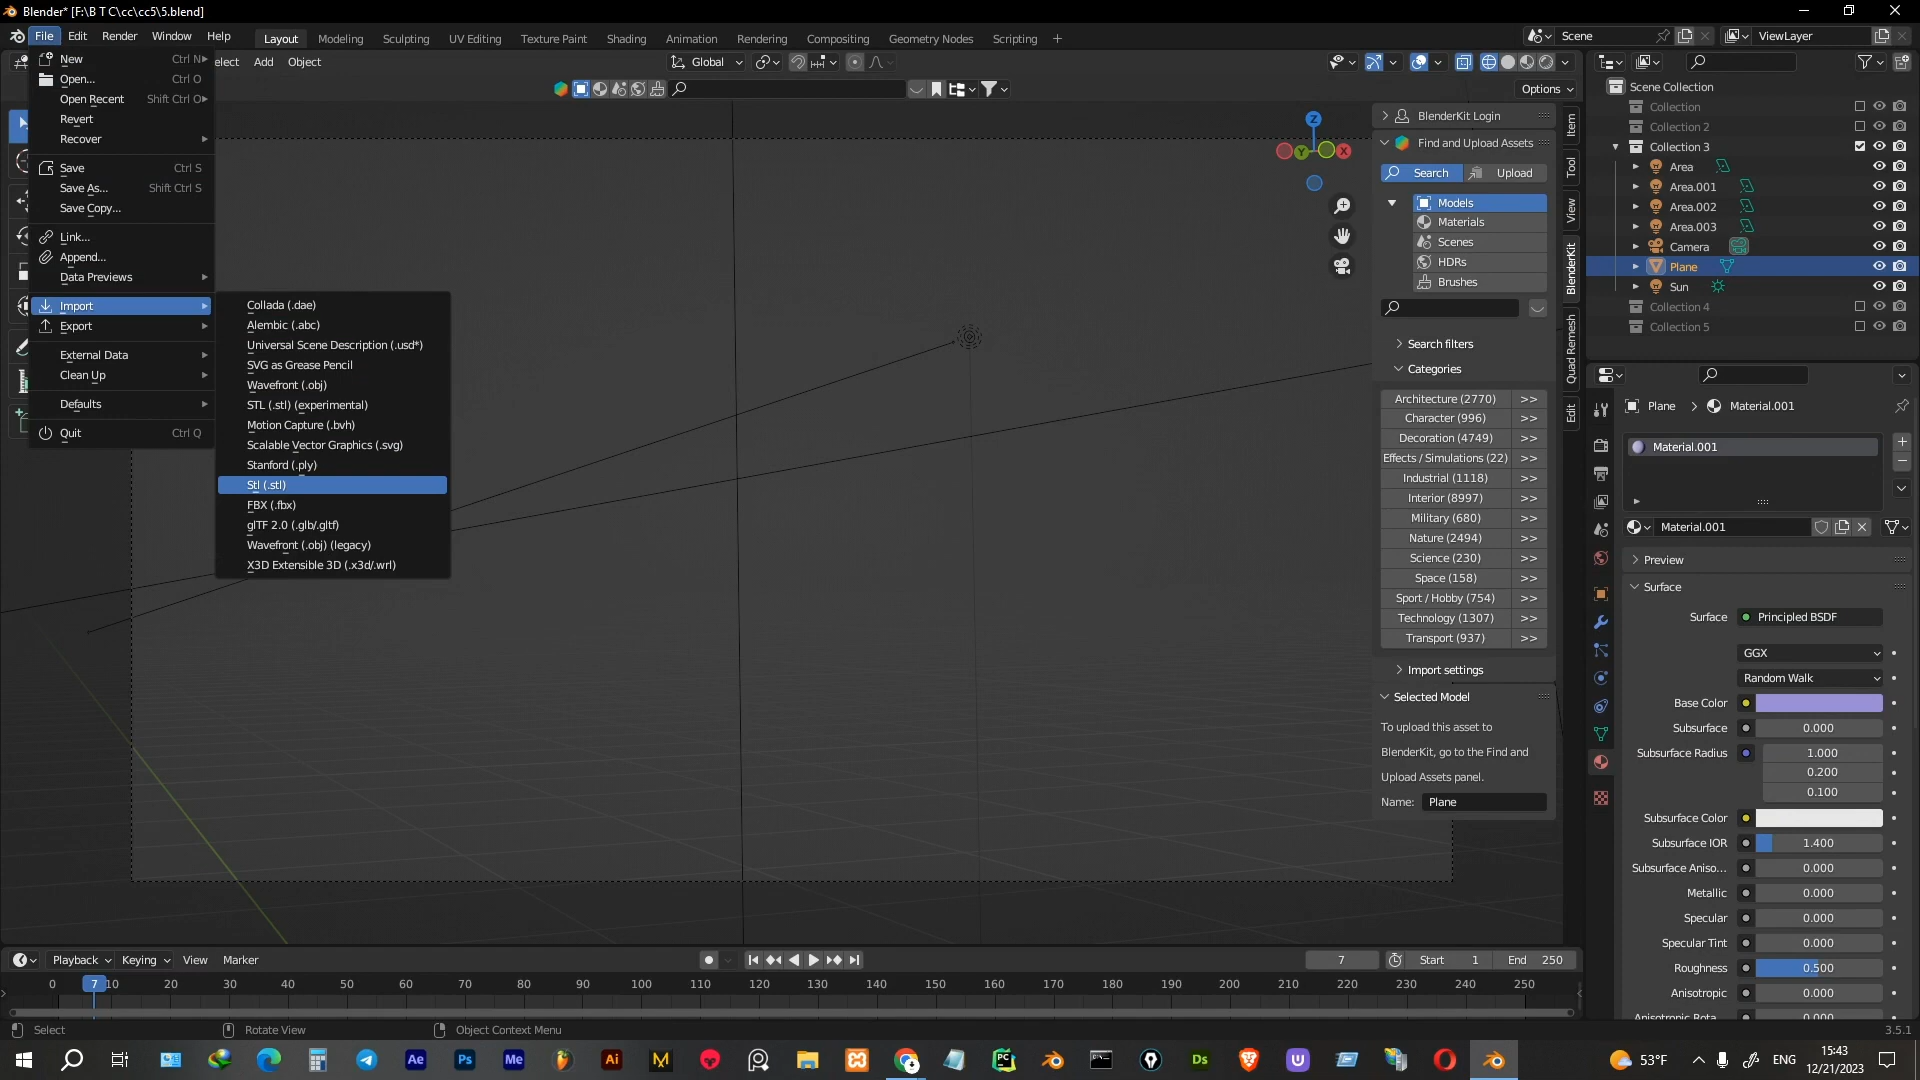 Blender* [F:\B T C\cc\cc5\5.blend]
File Edit Render Window Help
Layout Modeling Sculpting UV Editing Texture Paint Shading Animation Rendering Compositing Geometry Nodes Scripting +
Scene
ViewLayer
elect Add Object
Global
Options
New Ctrl N
Open... Ctrl O
Open Recent Shift Ctrl O
Revert
Recover
Save Ctrl S
Save As... Shift Ctrl S
Save Copy...
Link...
Append...
Data Previews
Import
Export
External Data
Clean Up
Defaults
Quit Ctrl Q
Collada (.dae)
Alembic (.abc)
Universal Scene Description (.usd*)
SVG as Grease Pencil
Wavefront (.obj)
STL (.stl) (experimental)
Motion Capture (.bvh)
Scalable Vector Graphics (.svg)
Stanford (.ply)
Stl (.stl)
FBX (.fbx)
glTF 2.0 (.glb/.gltf)
Wavefront (.obj) (legacy)
X3D Extensible 3D (.x3d/.wrl)
Z
Y
X
BlenderKit Login
Find and Upload Assets
Search Upload
Models
Materials
Scenes
HDRs
Brushes
Search filters
Categories
Architecture (2770) >>
Character (996) >>
Decoration (4749) >>
Effects / Simulations (22) >>
Industrial (1118) >>
Interior (8997) >>
Military (680) >>
Nature (2494) >>
Science (230) >>
Space (158) >>
Sport / Hobby (754) >>
Technology (1307) >>
Transport (937) >>
Import settings
Selected Model
To upload this asset to
BlenderKit, go to the Find and
Upload Assets panel.
Name: Plane
Item
Tool
View
BlenderKit
Quad Remesh
Edit
Scene Collection
Collection
Collection 2
Collection 3
Area
Area.001
Area.002
Area.003
Camera
Plane
Sun
Collection 4
Collection 5
Plane > Material.001
Material.001
Material.001
Preview
Surface
Surface Principled BSDF
GGX
Random Walk
Base Color
Subsurface 0.000
Subsurface Radius 1.000
0.200
0.100
Subsurface Color
Subsurface IOR 1.400
Subsurface Aniso... 0.000
Metallic 0.000
Specular 0.000
Specular Tint 0.000
Roughness 0.500
Anisotropic 0.000
Anisotropic Rota... 0.000
Playback Keying View Marker
7 Start 1 End 250
0 7 10 20 30 40 50 60 70 80 90 100 110 120 130 140 150 160 170 180 190 200 210 220 230 240 250
Select Rotate View Object Context Menu
3.5.1
Ae Ps Me Ai M PC Ds
53°F ENG
15:43
12/21/2023